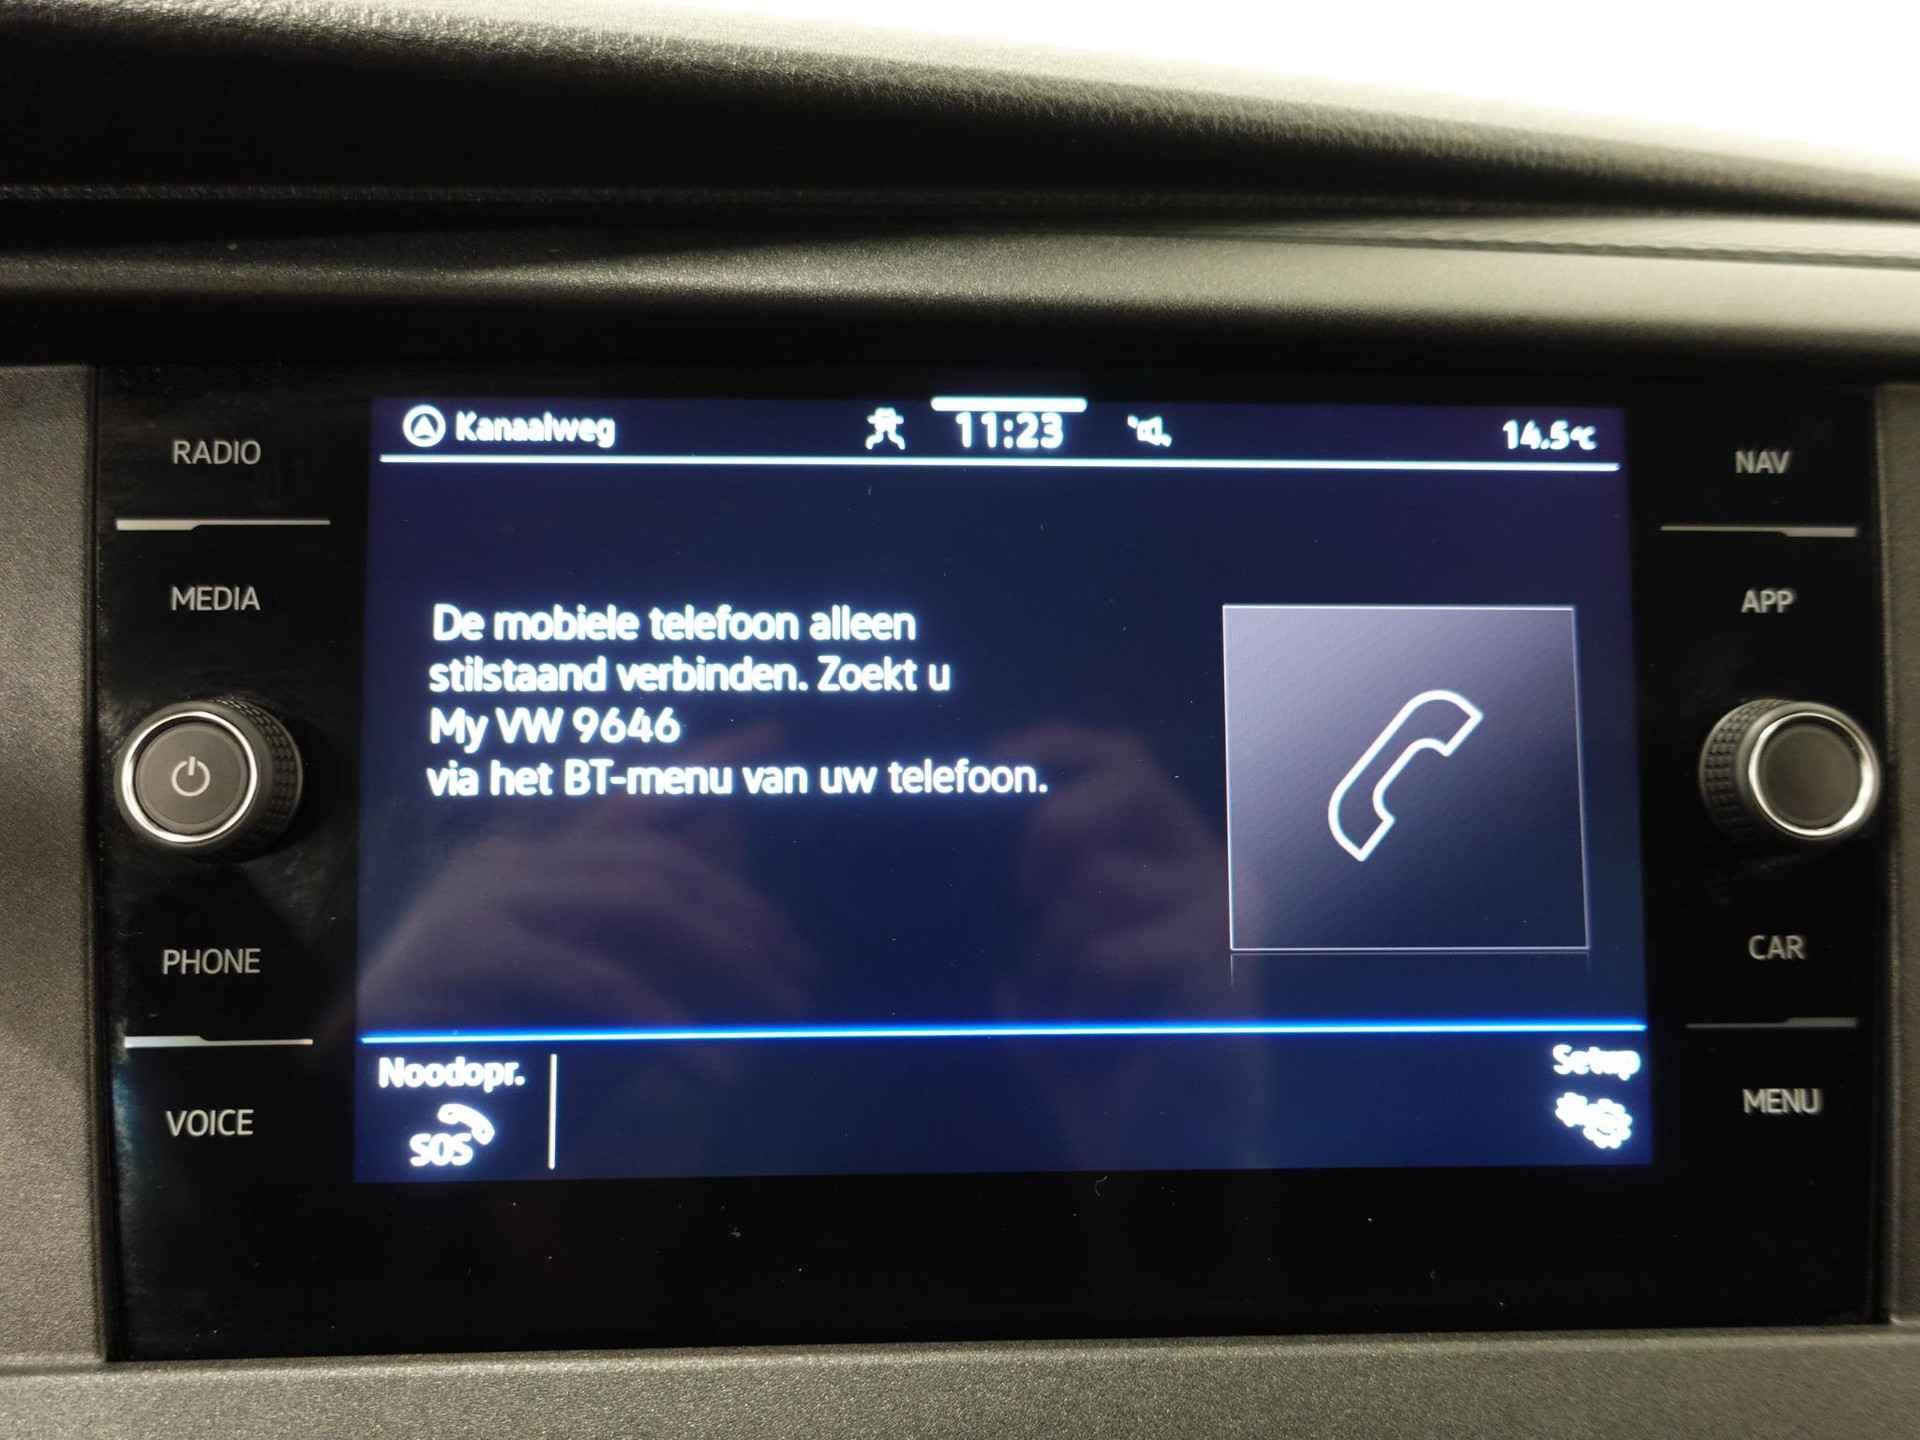 Kanaalweg 11:23 14.5°C
RADIO
NAV
MEDIA
APP
De mobiele telefoon alleen
stilstaand verbinden. Zoekt u
My VW 9646
via het BT-menu van uw telefoon.
PHONE
CAR
Noodopr.
SOS
Setup
VOICE
MENU